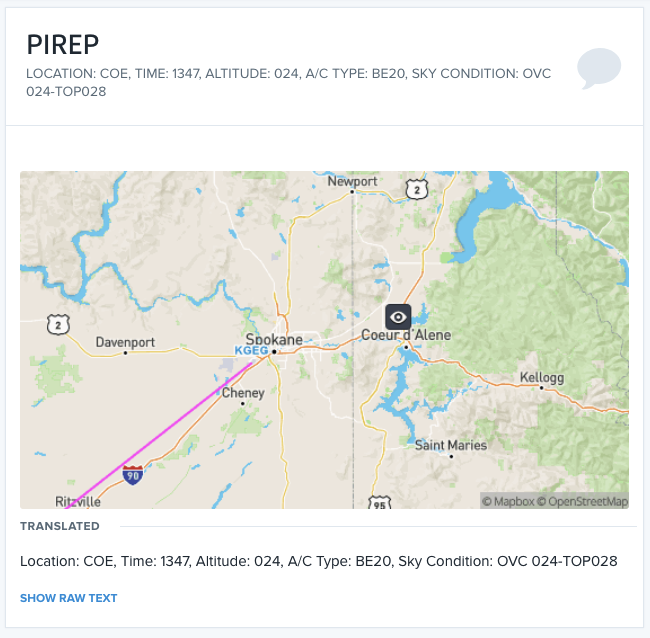 PIREP
LOCATION: COE, TIME: 1347, ALTITUDE: 024, A/C TYPE: BE20, SKY CONDITION: OVC
024-TOP028
Newport
2
2
Davenport
Spokane
KGEG
Coeur d'Alene
Cheney
Kellogg
Saint Maries
90
Ritzville
95
© Mapbox © OpenStreetMap
TRANSLATED
Location: COE, Time: 1347, Altitude: 024, A/C Type: BE20, Sky Condition: OVC 024-TOP028
SHOW RAW TEXT